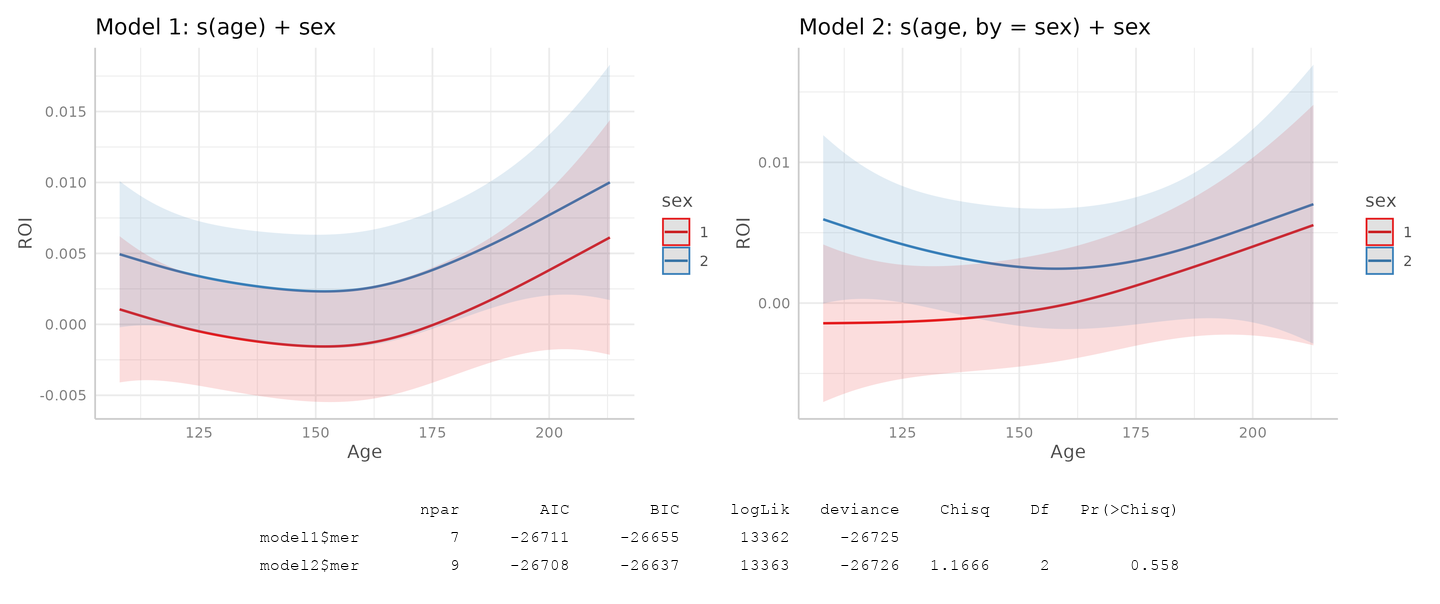 Model 1: s(age) + sex
0.015
0.010
0.005
0.000
-0.005
ROI
125 150 175 200
Age
sex
1
2
Model 2: s(age, by = sex) + sex
0.01
0.00
ROI
125 150 175 200
Age
sex
1
2
npar AIC BIC logLik deviance Chisq Df Pr(>Chisq)
model1$mer 7 -26711 -26655 13362 -26725
model2$mer 9 -26708 -26637 13363 -26726 1.1666 2 0.558